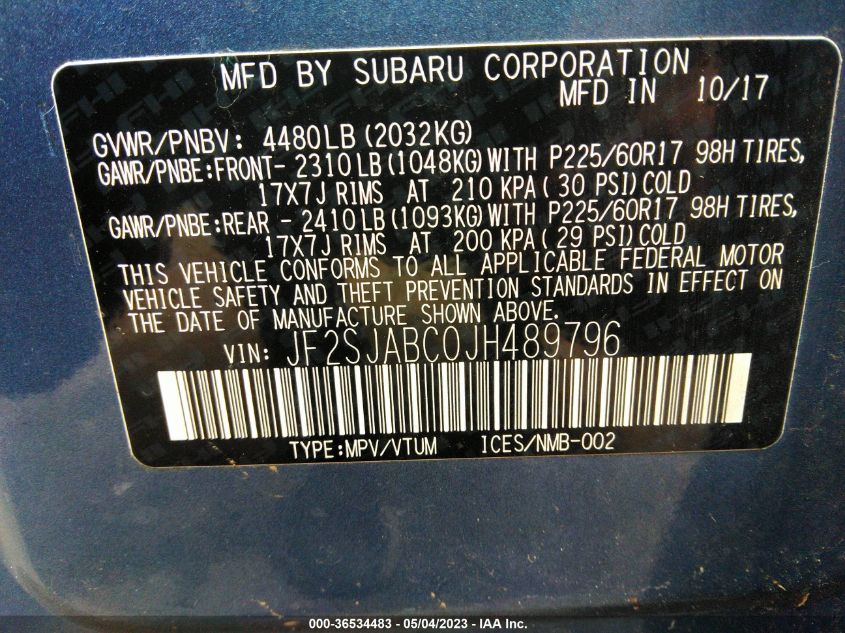 MFD BY SUBARU CORPORATION
MFD IN 10/17
GVWR/PNBV: 4480LB(2032KG)
GAWR/PNBE:FRONT- 2310LB(1048KG)WITH P225/60R17 98H TIRES,
17X7J RIMS AT 210 KPA( 30 PSI)COLD
GAWR/PNBE:REAR - 2410LB(1093KG)WITH P225/60R17 98H TIRES,
17X7J RIMS AT 200 KPA( 29 PSI)COLD
THIS VEHICLE CONFORMS TO ALL APPLICABLE FEDERAL MOTOR
VEHICLE SAFETY AND THEFT PREVENTION STANDARDS IN EFFECT ON
THE DATE OF MANUFACTURE SHOWN ABOVE.
VIN: JF2SJABC0JH489796
TYPE:MPV/VTUM ICES/NMB-002
000-36534483 - 05/04/2023 - IAA Inc.